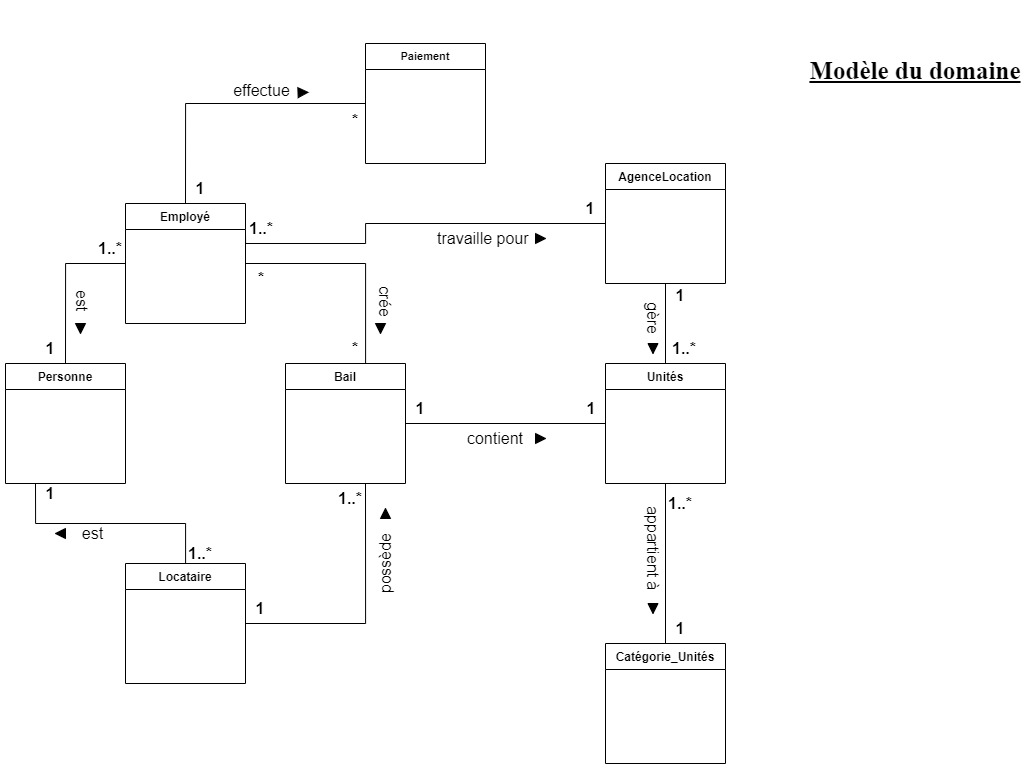 Paiement
Modèle du domaine
effectue ►
*
1
AgenceLocation
Employé
1..*
1
travaille pour ►
1..*
*
est ►
crée ►
1
gère ►
1
*
1..*
Personne
Bail
Unités
1
1
contient ►
1
1..*
1..*
◄ est
possède ►
appartient à ►
1..*
Locataire
1
1
Catégorie_Unités